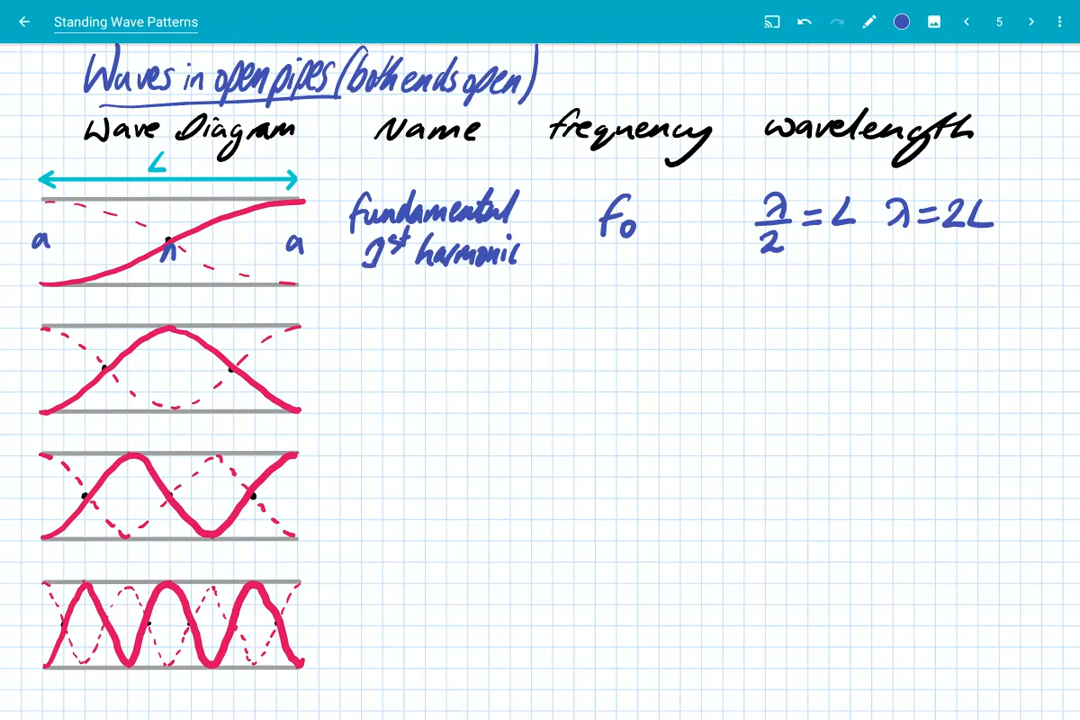 Standing Wave Patterns
5
Waves in open pipes (both ends open)
Wave Diagram Name frequency wavelength
L
fundamental f₀ λ/2 = L λ = 2L
a n a
1st harmonic